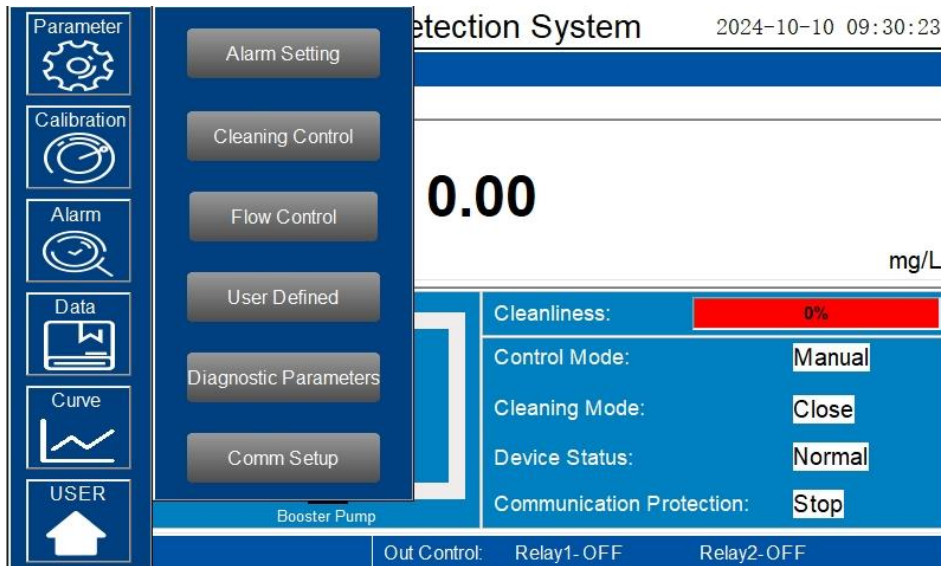 Parameter
Calibration
Alarm
Data
Curve
USER
Alarm Setting
Cleaning Control
Flow Control
User Defined
Diagnostic Parameters
Comm Setup
etection System 2024-10-10 09:30:23
0.00
mg/L
Cleanliness: 0%
Control Mode: Manual
Cleaning Mode: Close
Device Status: Normal
Communication Protection: Stop
Booster Pump
Out Control: Relay1-OFF Relay2-OFF